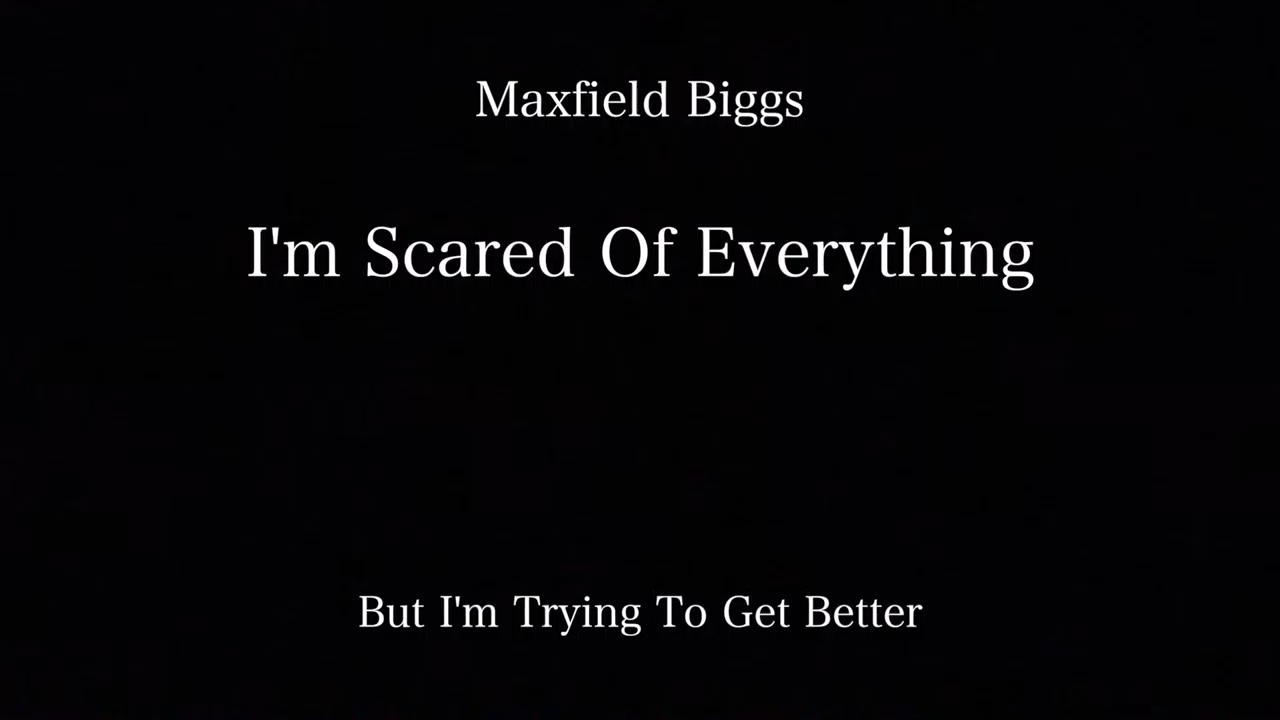 Maxfield Biggs
I'm Scared Of Everything
But I'm Trying To Get Better